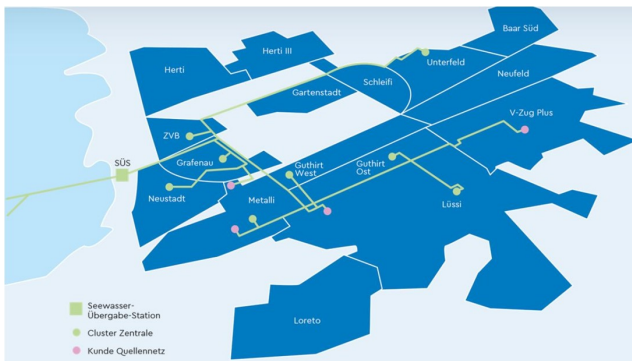 Baar Süd
Herti III
Herti
Unterfeld
Neufeld
Schleifi
Gartenstadt
V-Zug Plus
ZVB
Grafenau
SÜS
Guthirt
West
Guthirt
Ost
Neustadt
Metalli
Lüssi
Loreto
Seewasser-
Übergabe-Station
Cluster Zentrale
Kunde Quellnetz